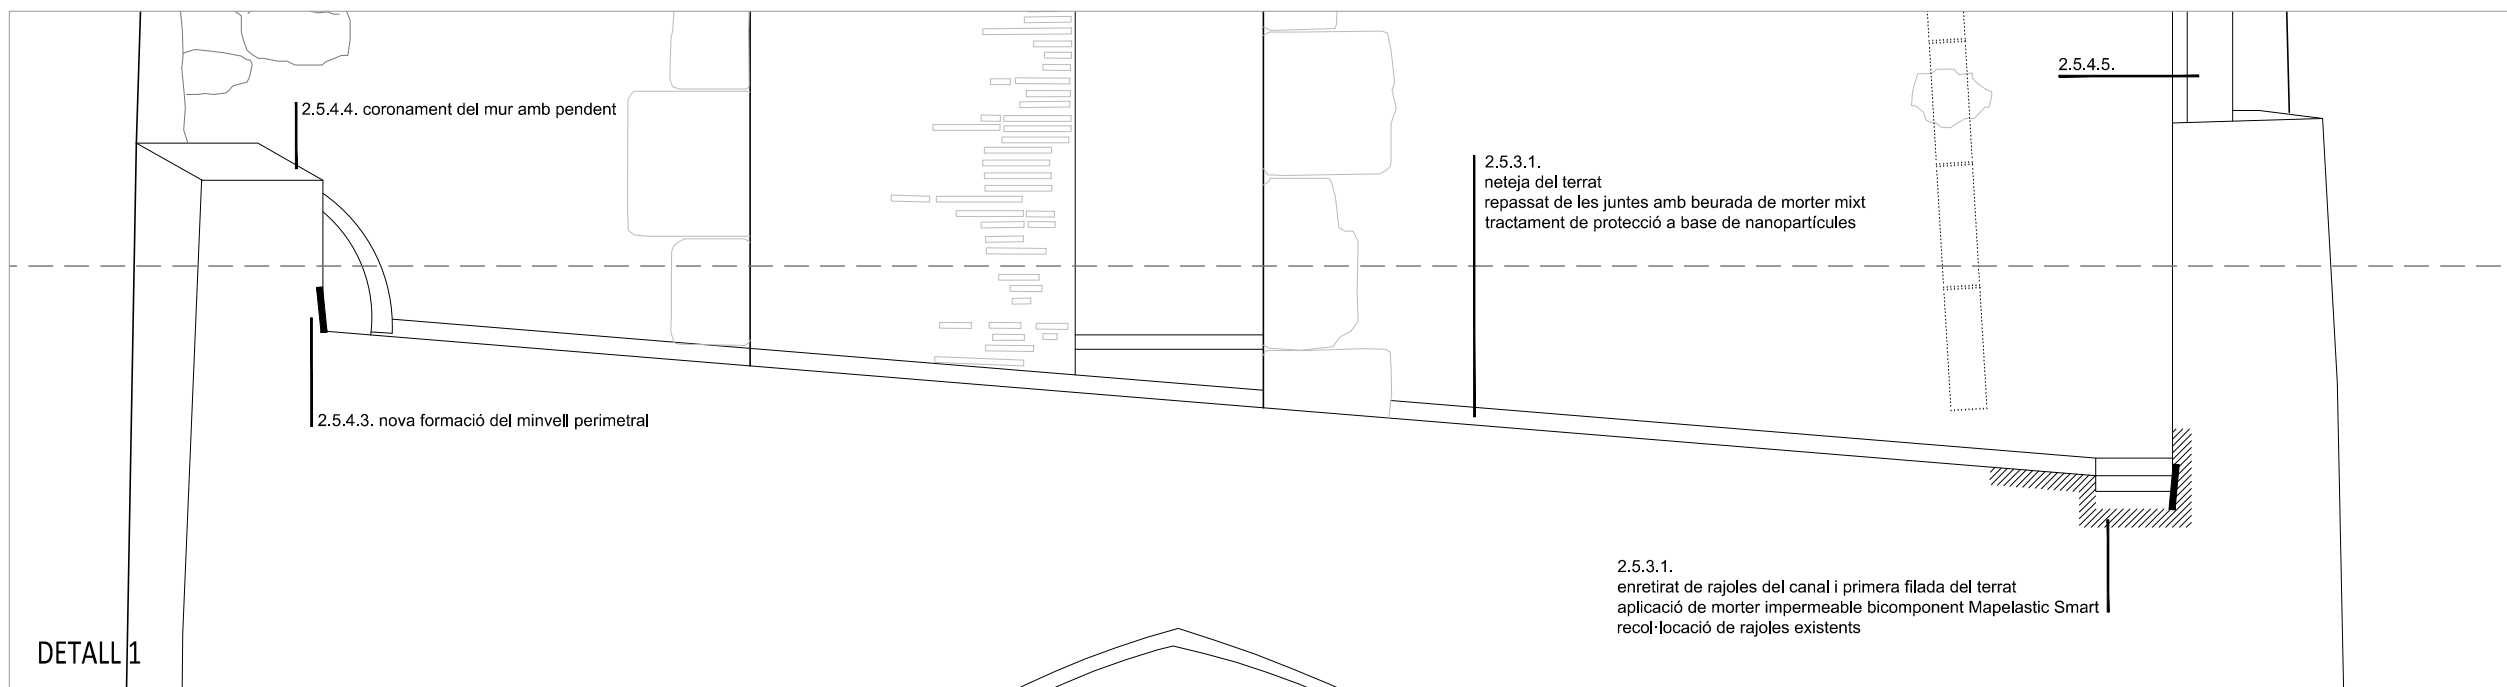 2.5.4.5.
2.5.4.4. coronament del mur amb pendent
2.5.3.1.
neteja del terrat
repassat de les juntes amb beurada de morter mixt
tractament de protecció a base de nanopartícules
2.5.4.3. nova formació del minvell perimetral
2.5.3.1.
enretirat de rajoles del canal i primera filada del terrat
aplicació de morter impermeable bicomponent Mapelastic Smart
recol·locació de rajoles existents
DETALL 1